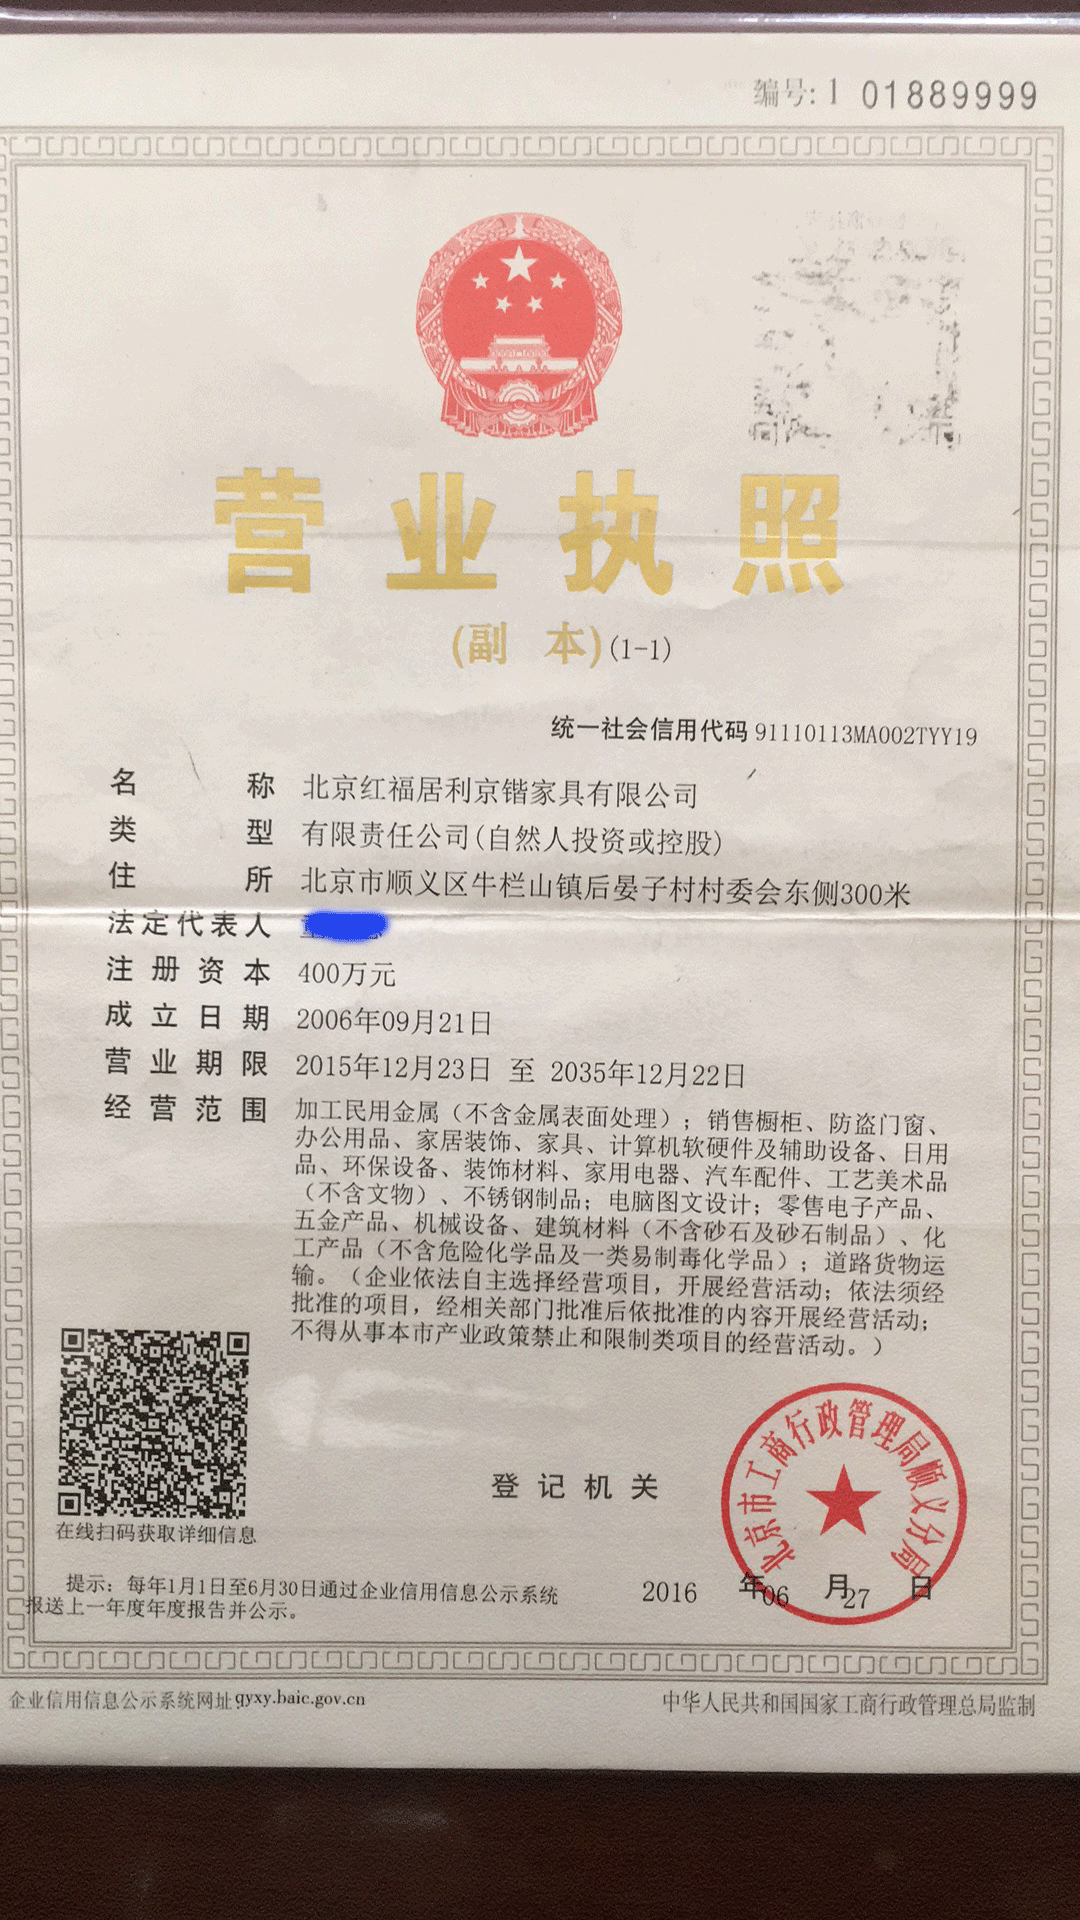 编号: 1 01889999
营业执照
(副 本)(1-1)
统一社会信用代码 91110113MA002TYY19
名 称 北京红福居利京锴家具有限公司
类 型 有限责任公司(自然人投资或控股)
住 所 北京市顺义区牛栏山镇后晏子村村委会东侧300米
法定代表人
注册资本 400万元
成立日期 2006年09月21日
营业期限 2015年12月23日 至 2035年12月22日
经营范围 加工民用金属（不含金属表面处理）；销售橱柜、防盗门窗、
办公用品、家居装饰、家具、计算机软硬件及辅助设备、日用
品、环保设备、装饰材料、家用电器、汽车配件、工艺美术品
（不含文物）、不锈钢制品；电脑图文设计；零售电子产品、
五金产品、机械设备、建筑材料（不含砂石及砂石制品）、化
工产品（不含危险化学品及一类易制毒化学品）；道路货物运
输。（企业依法自主选择经营项目，开展经营活动；依法须经
批准的项目，经相关部门批准后依批准的内容开展经营活动；
不得从事本市产业政策禁止和限制类项目的经营活动。）
在线扫码获取详细信息
登记机关
北京市工商行政管理局顺义分局
2016 年06 月27 日
提示：每年1月1日至6月30日通过企业信用信息公示系统
报送上一年度年度报告并公示。
企业信用信息公示系统网址qyxy.baic.gov.cn
中华人民共和国国家工商行政管理总局监制